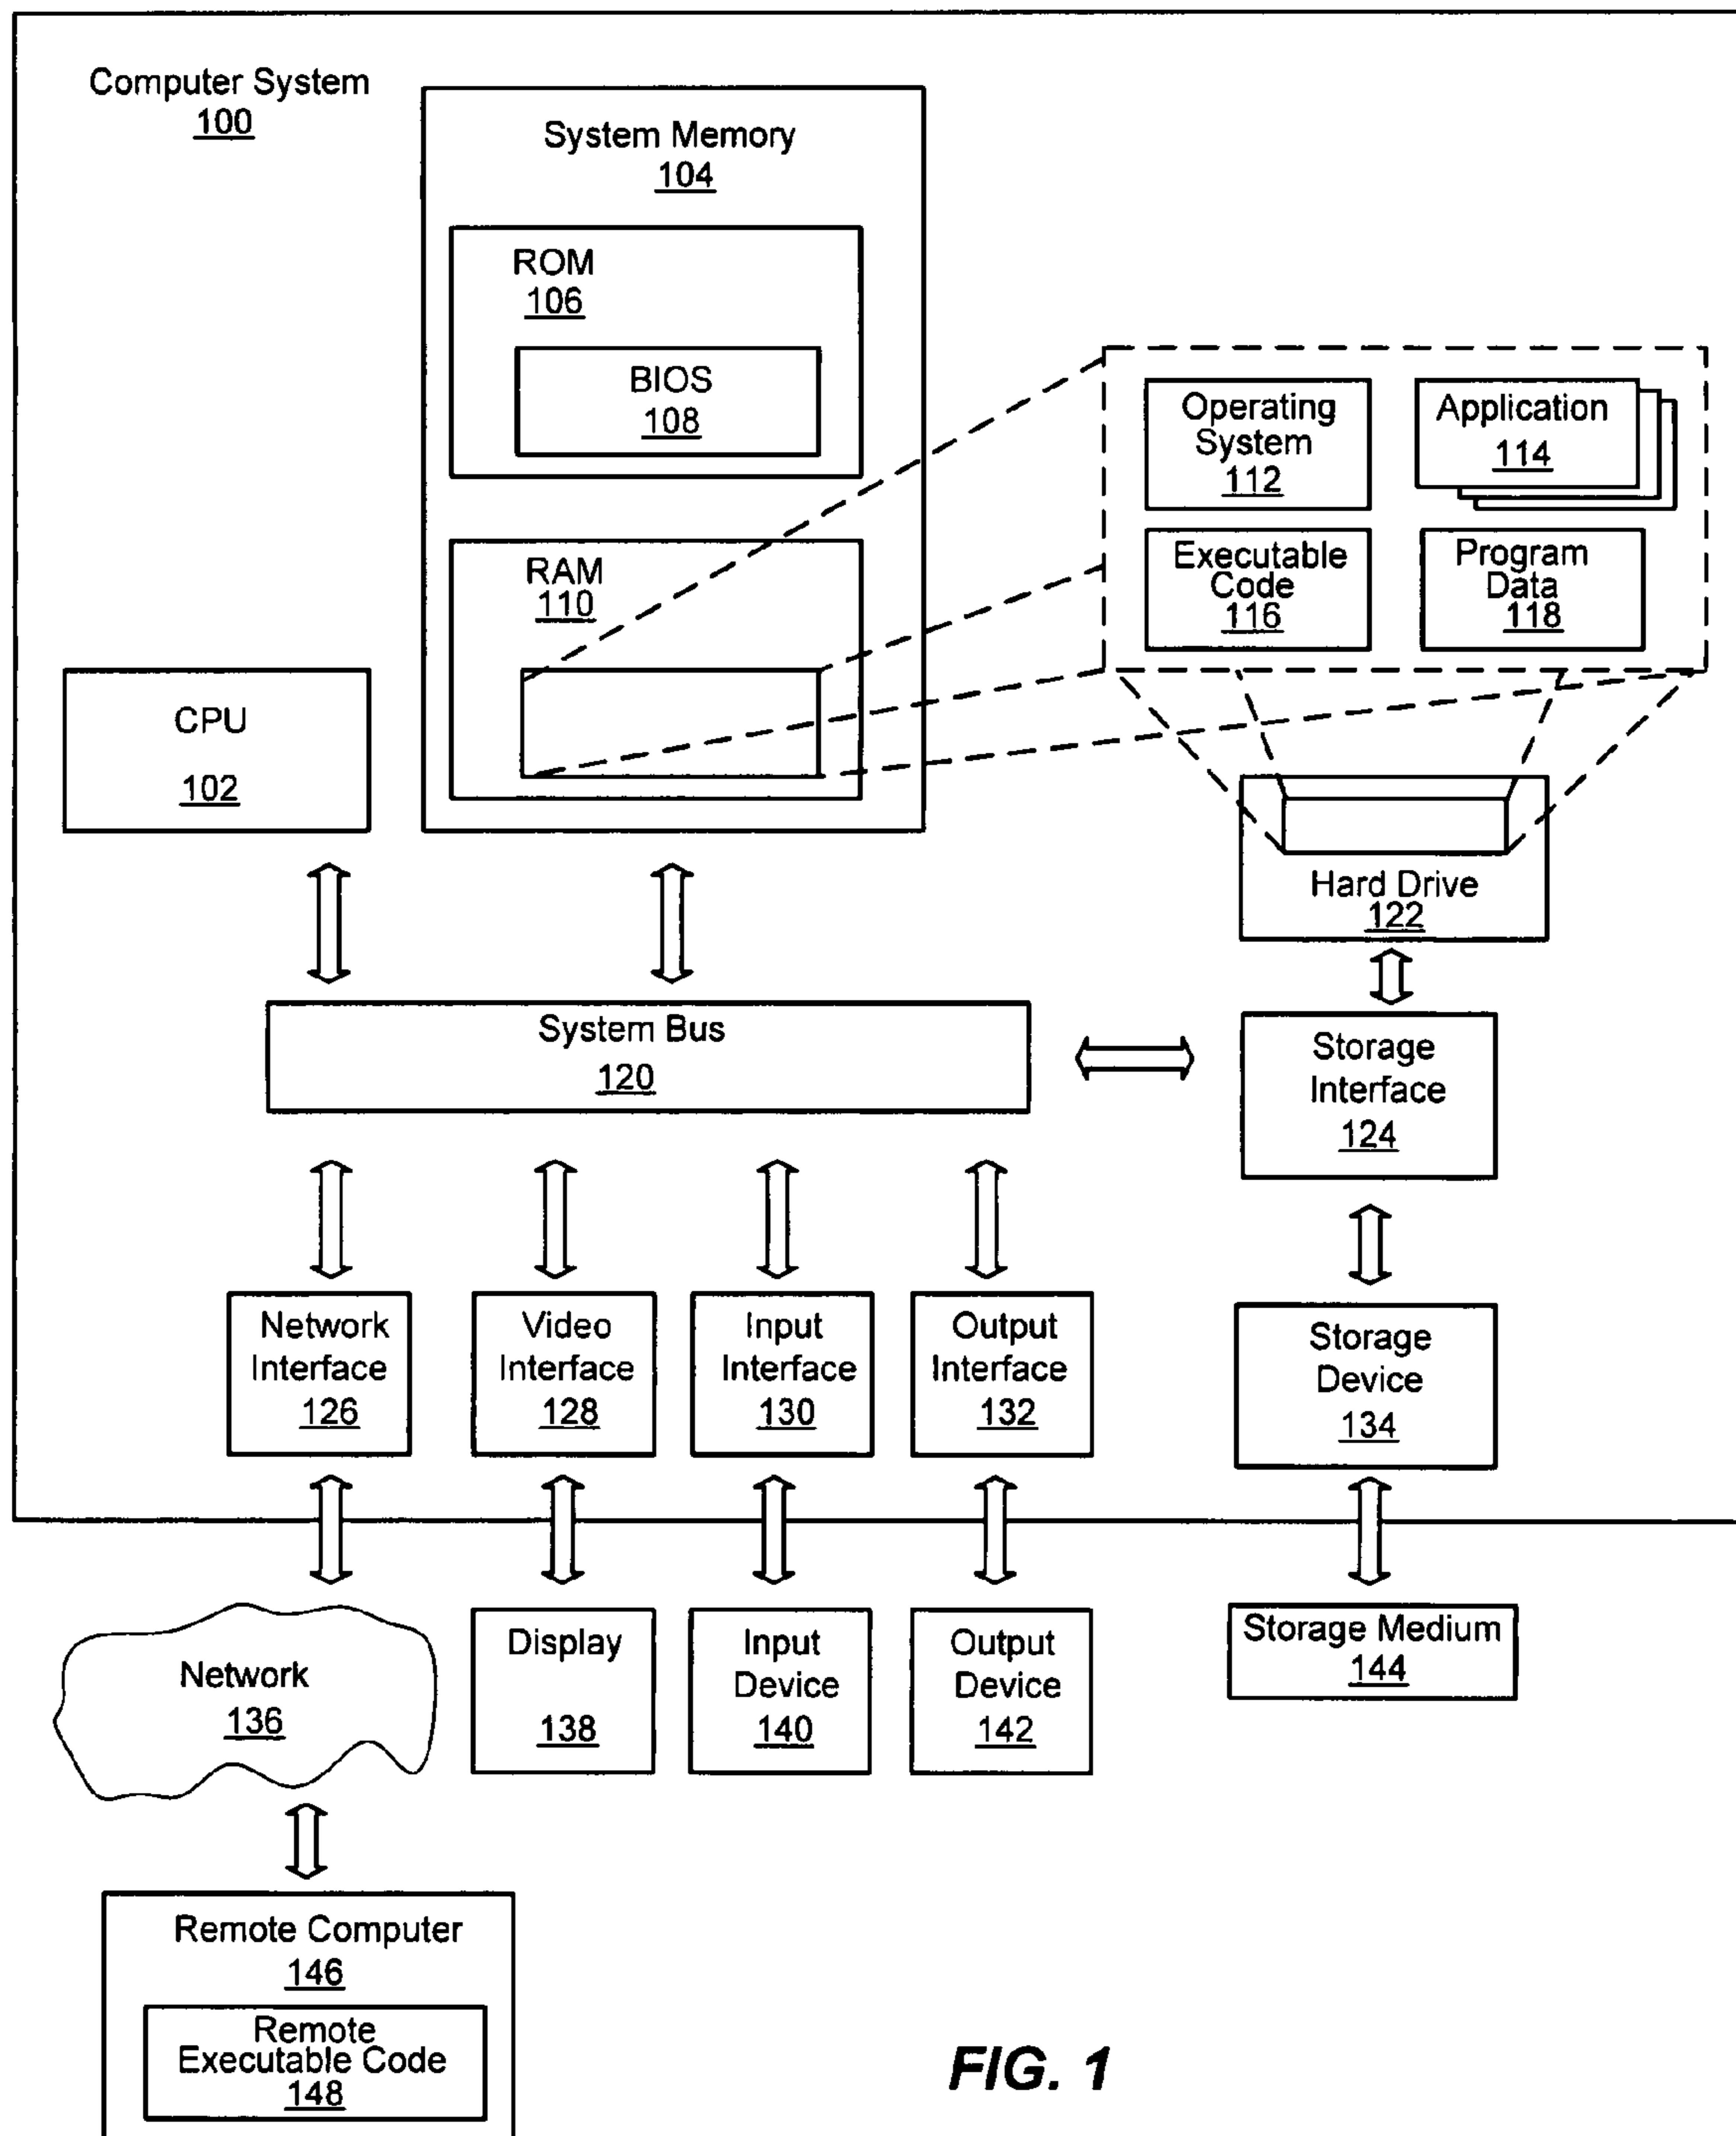 Computer System
100
System Memory
104
ROM
106
BIOS
108
RAM
110
Operating
System
112
Application
114
Executable
Code
116
Program
Data
118
CPU
102
Hard Drive
122
System Bus
120
Storage
Interface
124
Network
Interface
126
Video
Interface
128
Input
Interface
130
Output
Interface
132
Storage
Device
134
Network
136
Display
138
Input
Device
140
Output
Device
142
Storage Medium
144
Remote Computer
146
Remote
Executable Code
148
FIG. 1